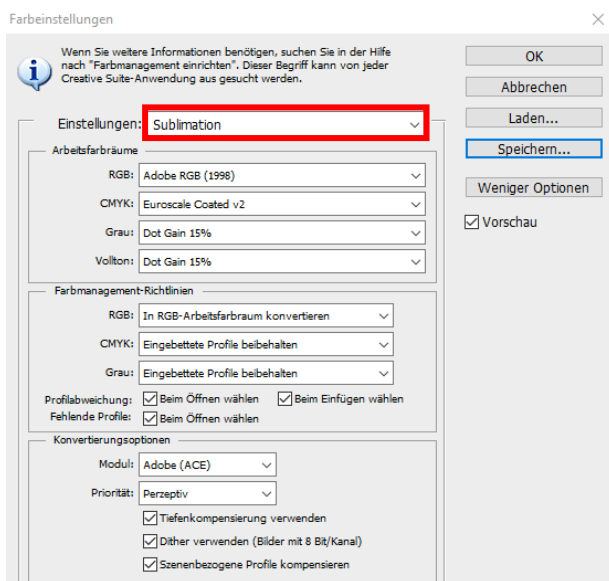 Farbeinstellungen
Wenn Sie weitere Informationen benötigen, suchen Sie in der Hilfe
nach "Farbmanagement einrichten". Dieser Begriff kann von jeder
Creative Suite-Anwendung aus gesucht werden.
OK
Abbrechen
Laden...
Speichern...
Weniger Optionen
Vorschau
Einstellungen: Sublimation
Arbeitsfarbräume
RGB: Adobe RGB (1998)
CMYK: Euroscale Coated v2
Grau: Dot Gain 15%
Vollton: Dot Gain 15%
Farbmanagement-Richtlinien
RGB: In RGB-Arbeitsfarbraum konvertieren
CMYK: Eingebettete Profile beibehalten
Grau: Eingebettete Profile beibehalten
Profilabweichung: Beim Öffnen wählen Beim Einfügen wählen
Fehlende Profile: Beim Öffnen wählen
Konvertierungsoptionen
Modul: Adobe (ACE)
Priorität: Perzeptiv
Tiefenkompensierung verwenden
Dither verwenden (Bilder mit 8 Bit/Kanal)
Szenenbezogene Profile kompensieren